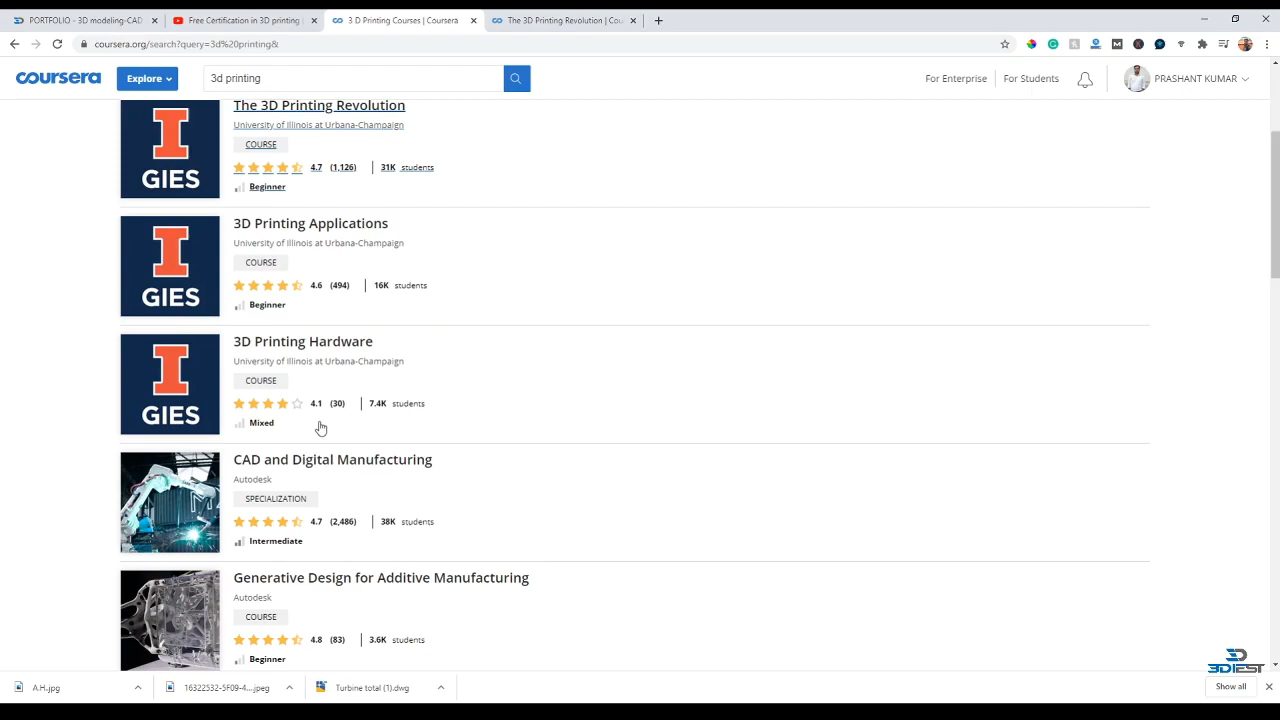 PORTFOLIO - 3D modeling-CAD
Free Certification in 3D printing
3 D Printing Courses | Coursera
The 3D Printing Revolution | Cou
coursera.org/search?query=3d%20printing&
coursera
Explore
3d printing
For Enterprise
For Students
PRASHANT KUMAR
The 3D Printing Revolution
University of Illinois at Urbana-Champaign
COURSE
4.7 (1,126) | 31K students
Beginner
I
GIES
3D Printing Applications
University of Illinois at Urbana-Champaign
COURSE
4.6 (494) | 16K students
Beginner
I
GIES
3D Printing Hardware
University of Illinois at Urbana-Champaign
COURSE
4.1 (30) | 7.4K students
Mixed
I
GIES
CAD and Digital Manufacturing
Autodesk
SPECIALIZATION
4.7 (2,486) | 38K students
Intermediate
Generative Design for Additive Manufacturing
Autodesk
COURSE
4.8 (83) | 3.6K students
Beginner
3DIEST
A.H.jpg
16322532-5F09-4....jpeg
Turbine total (1).dwg
Show all